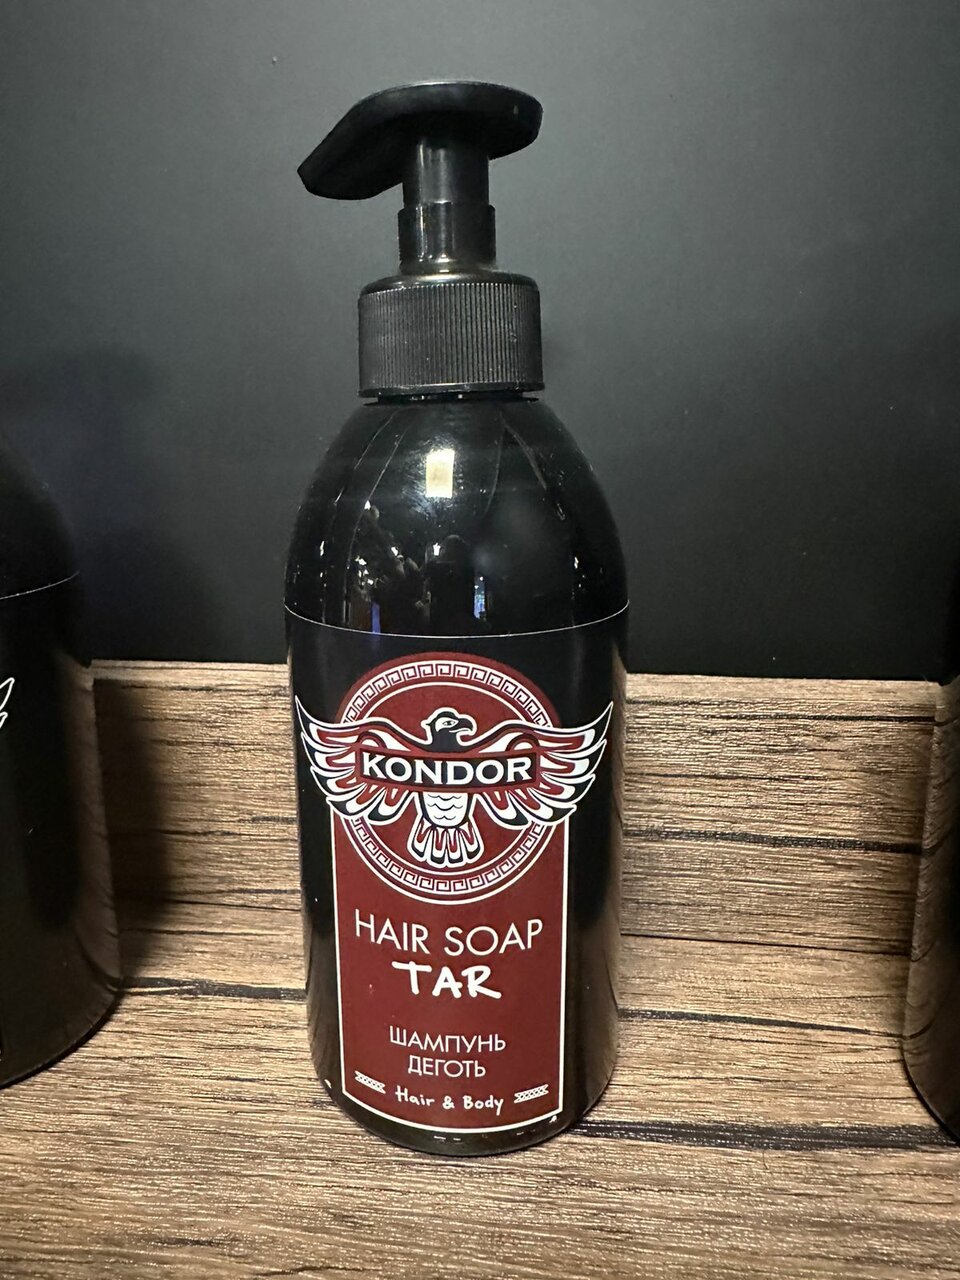 KONDOR
HAIR SOAP
TAR
ШАМПУНЬ
ДЕГОТЬ
Hair & Body